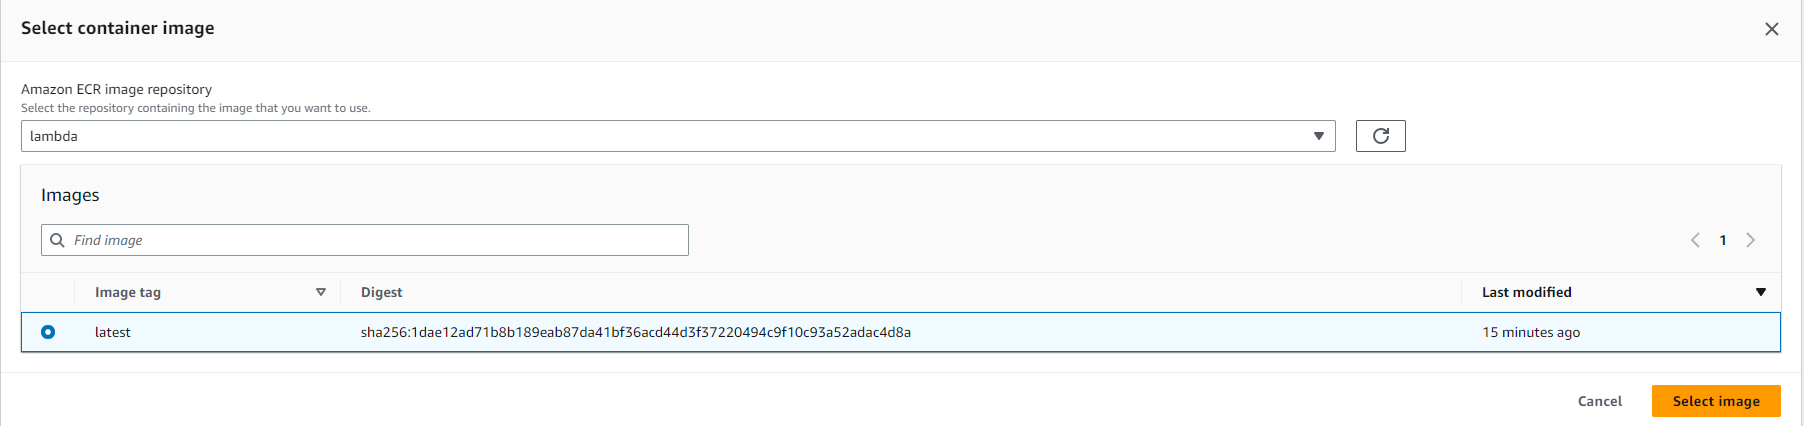 Select container image
Amazon ECR image repository
Select the repository containing the image that you want to use.
lambda
Images
Find image
1
Image tag Digest Last modified
latest sha256:1dae12ad71b8b189eab87da41bf36acd44d3f37220494c9f10c93a52adac4d8a 15 minutes ago
Cancel Select image